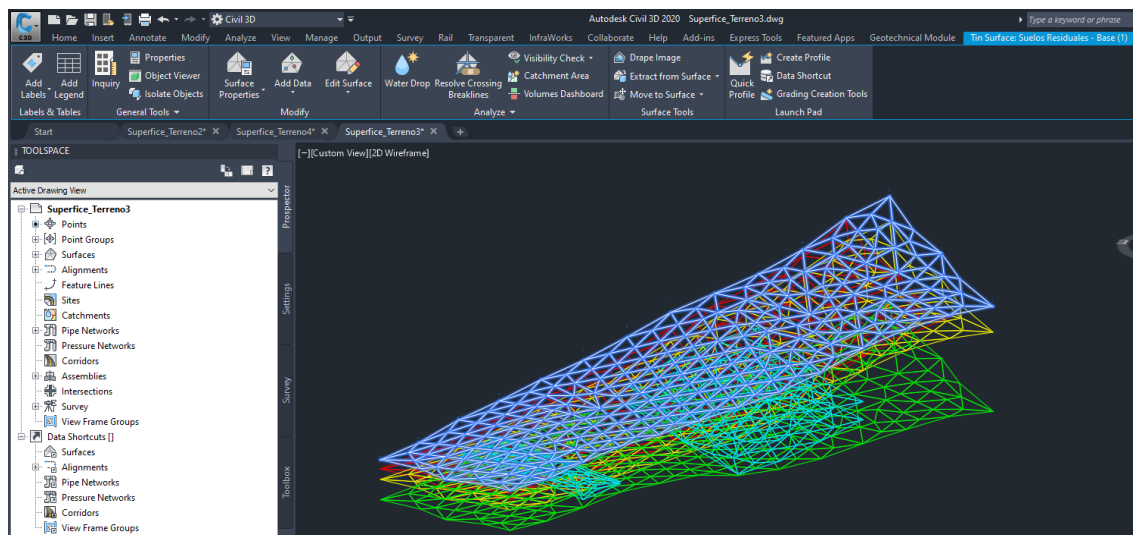 Civil 3D
Autodesk Civil 3D 2020 Superfice_Terreno3.dwg
Type a keyword or phrase
C3D
Home Insert Annotate Modify Analyze View Manage Output Survey Rail Transparent InfraWorks Collaborate Help Add-ins Express Tools Featured Apps Geotechnical Module Tin Surface: Suelos Residuales - Base (1)
Add Labels
Add Legend
Labels & Tables
Inquiry
Properties
Object Viewer
Isolate Objects
General Tools
Surface Properties
Add Data
Edit Surface
Modify
Water Drop
Resolve Crossing Breaklines
Visibility Check
Catchment Area
Volumes Dashboard
Analyze
Drape Image
Extract from Surface
Move to Surface
Surface Tools
Quick Profile
Create Profile
Data Shortcut
Grading Creation Tools
Launch Pad
Start Superfice_Terreno2* Superfice_Terreno4* Superfice_Terreno3*
TOOLSPACE
[−][Custom View][2D Wireframe]
Active Drawing View
Superfice_Terreno3
Points
Point Groups
Surfaces
Alignments
Feature Lines
Sites
Catchments
Pipe Networks
Pressure Networks
Corridors
Assemblies
Intersections
Survey
View Frame Groups
Data Shortcuts []
Surfaces
Alignments
Pipe Networks
Pressure Networks
Corridors
View Frame Groups
Prospector
Settings
Survey
Toolbox